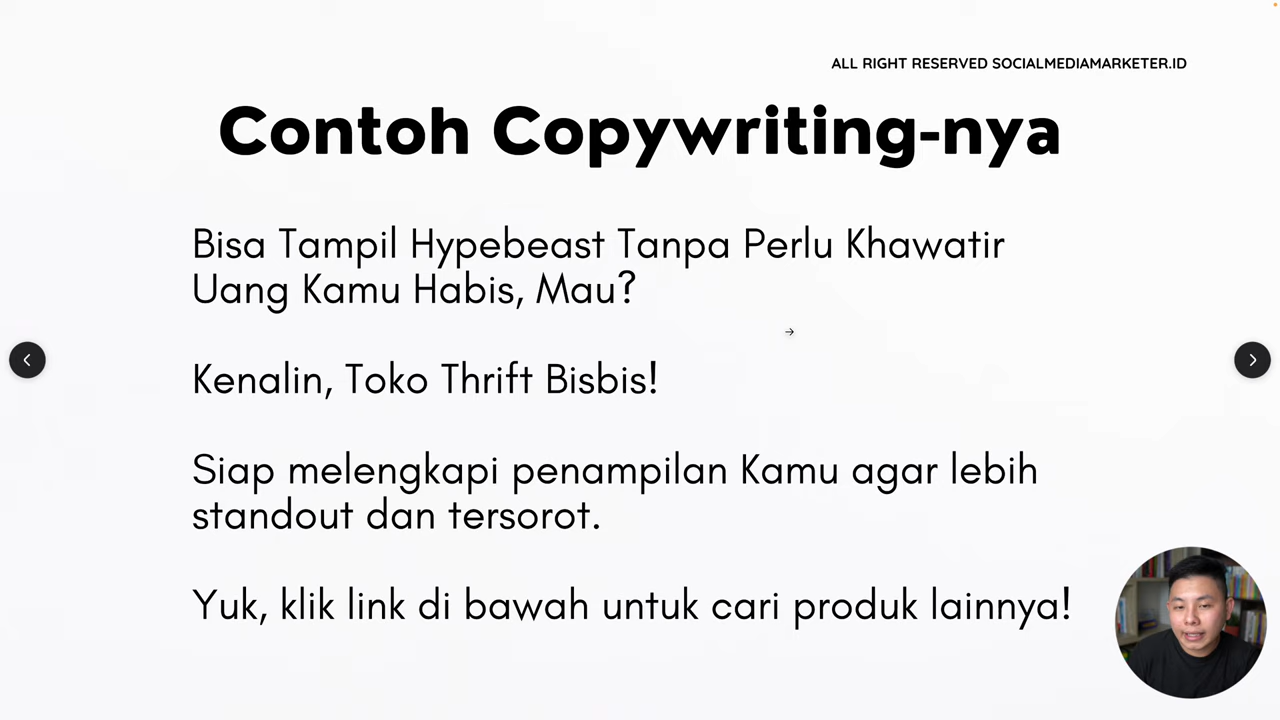 ALL RIGHT RESERVED SOCIALMEDIAMARKETER.ID
Contoh Copywriting-nya
Bisa Tampil Hypebeast Tanpa Perlu Khawatir
Uang Kamu Habis, Mau?
Kenalin, Toko Thrift Bisbis!
Siap melengkapi penampilan Kamu agar lebih
standout dan tersorot.
Yuk, klik link di bawah untuk cari produk lainnya!